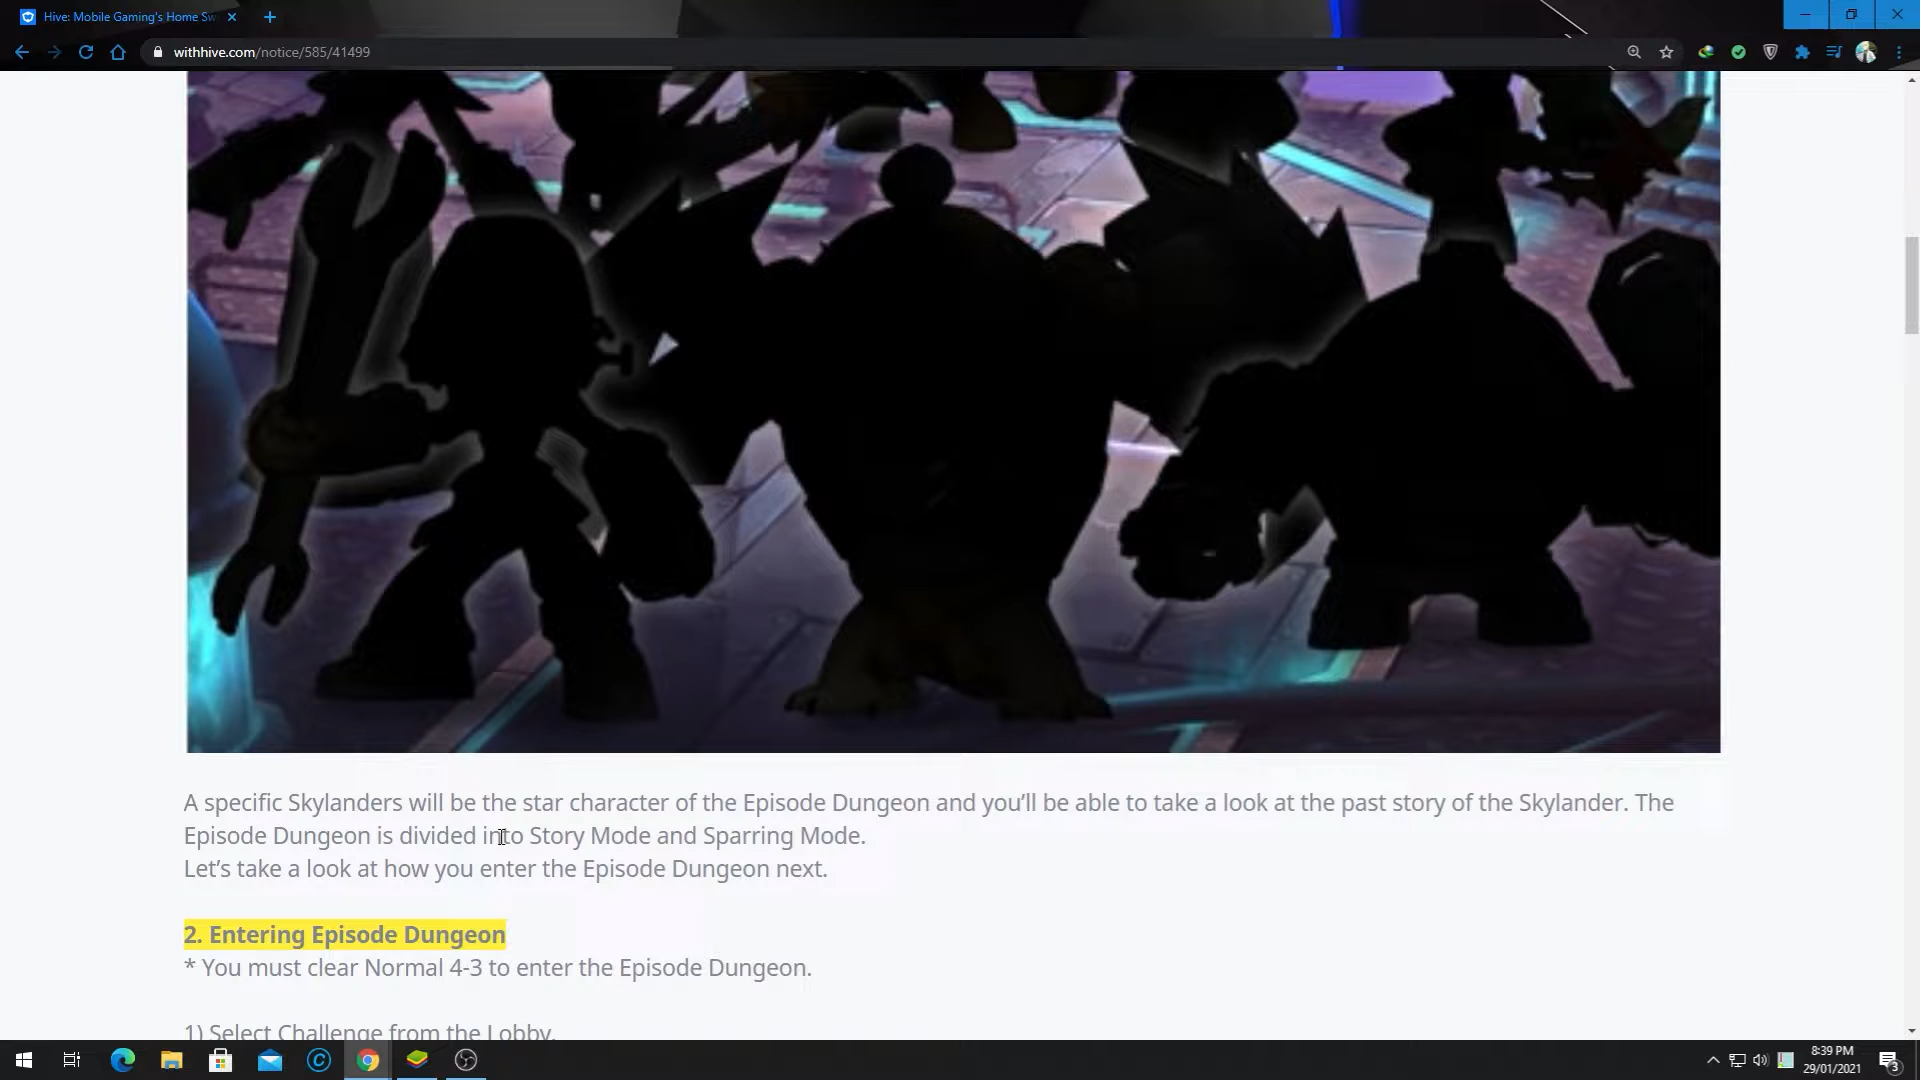 Hive: Mobile Gaming's Home Sw
withhive.com/notice/585/41499
A specific Skylanders will be the star character of the Episode Dungeon and you’ll be able to take a look at the past story of the Skylander. The
Episode Dungeon is divided into Story Mode and Sparring Mode.
Let’s take a look at how you enter the Episode Dungeon next.
2. Entering Episode Dungeon
* You must clear Normal 4-3 to enter the Episode Dungeon.
1) Select Challenge from the Lobby.
8:39 PM
29/01/2021
3